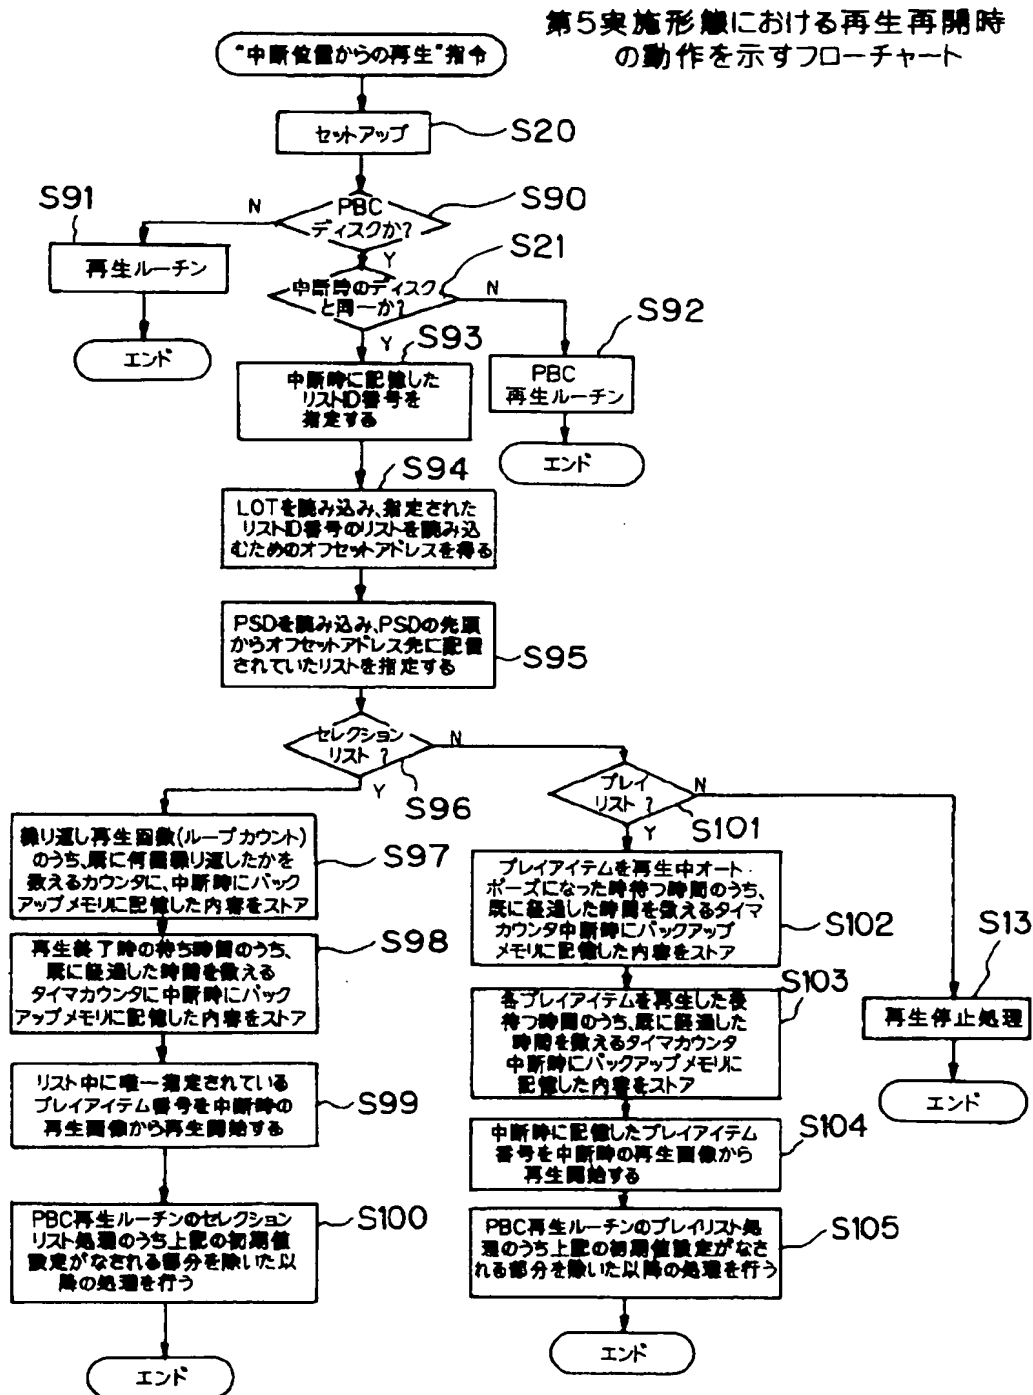 第5実施形態における再生再開時
の動作を示すフローチャート
"中断位置からの再生"指令
セットアップ
S20
PBC
ディスクか?
S90
N
Y
S91
再生ルーチン
エンド
中断時のディスク
と同一か?
S21
N
Y
S92
PBC
再生ルーチン
エンド
S93
中断時に記憶した
リストID番号を
指定する
S94
LOTを読み込み、指定された
リストID番号のリストを読み込
むためのオフセットアドレスを得る
PSDを読み込み、PSDの先頭
からオフセットアドレス先に配置
されていたリストを指定する
S95
セレクション
リスト?
S96
N
Y
プレイ
リスト?
S101
N
Y
繰り返し再生回数(ループカウント)
のうち、既に何回繰り返したかを
数えるカウンタに、中断時にバック
アップメモリに記憶した内容をストア
S97
再生終了時の待ち時間のうち、
既に経過した時間を数える
タイマカウンタに中断時にバック
アップメモリに記憶した内容をストア
S98
リスト中に唯一指定されている
プレイアイテム番号を中断時の
再生画像から再生開始する
S99
PBC再生ルーチンのセレクション
リスト処理のうち上記の初期値
設定がなされる部分を除いた以
降の処理を行う
S100
エンド
プレイアイテムを再生中オート
ポーズになった時待つ時間のうち、
既に経過した時間を数えるタイマ
カウンタ中断時にバックアップ
メモリに記憶した内容をストア
S102
各プレイアイテムを再生した後
待つ時間のうち、既に経過した
時間を数えるタイマカウンタ
中断時にバックアップメモリに
記憶した内容をストア
S103
中断時に記憶したプレイアイテム
番号を中断時の再生画像から
再生開始する
S104
PBC再生ルーチンのプレイリスト処
理のうち上記の初期値設定がなさ
れる部分を除いた以降の処理を行う
S105
エンド
S13
再生停止処理
エンド